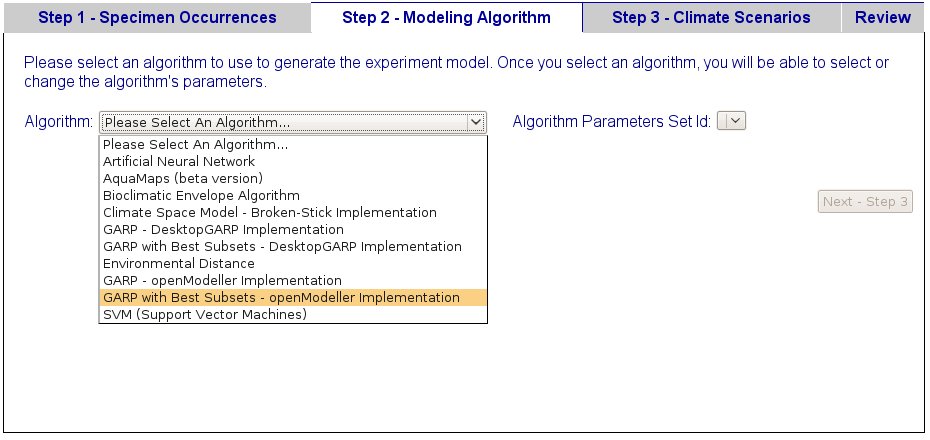 Step 1 - Specimen Occurrences Step 2 - Modeling Algorithm Step 3 - Climate Scenarios Review
Please select an algorithm to use to generate the experiment model. Once you select an algorithm, you will be able to select or
change the algorithm's parameters.
Algorithm: Please Select An Algorithm... Algorithm Parameters Set Id:
Please Select An Algorithm...
Artificial Neural Network
AquaMaps (beta version)
Bioclimatic Envelope Algorithm
Next - Step 3
Climate Space Model - Broken-Stick Implementation
GARP - DesktopGARP Implementation
GARP with Best Subsets - DesktopGARP Implementation
Environmental Distance
GARP - openModeller Implementation
GARP with Best Subsets - openModeller Implementation
SVM (Support Vector Machines)